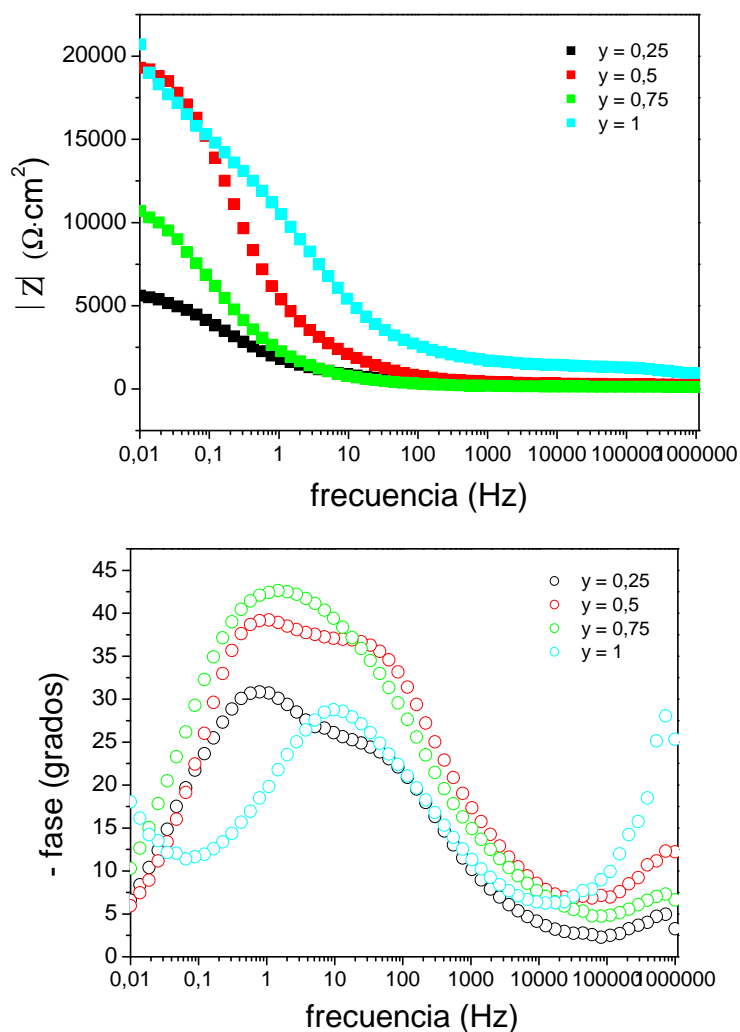 20000
15000
10000
5000
0
| Z| (Ω·cm²)
y = 0,25
y = 0,5
y = 0,75
y = 1
0,01 0,1 1 10 100 1000 10000 100000 1000000
frecuencia (Hz)
45
40
35
30
25
20
15
10
5
0
- fase (grados)
y = 0,25
y = 0,5
y = 0,75
y = 1
0,01 0,1 1 10 100 1000 10000 100000 1000000
frecuencia (Hz)